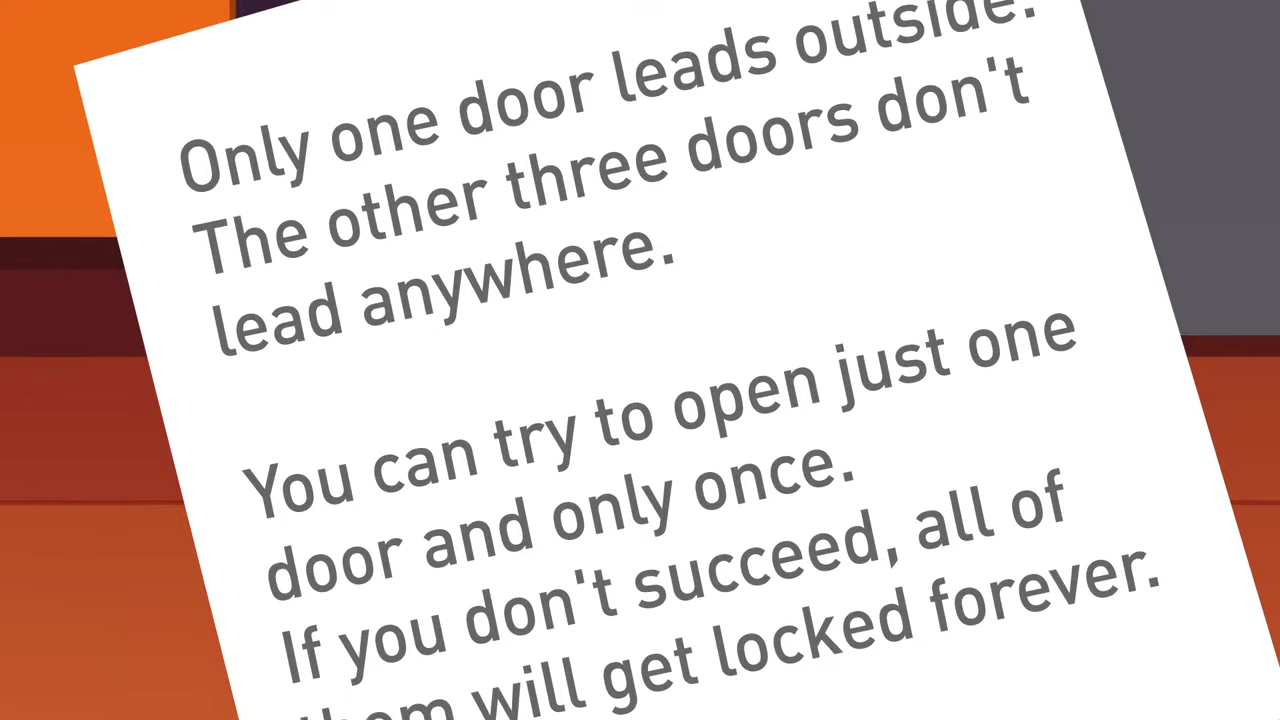 Only one door leads outside.
The other three doors don't
lead anywhere.
You can try to open just one
door and only once.
If you don't succeed, all of
them will get locked forever.